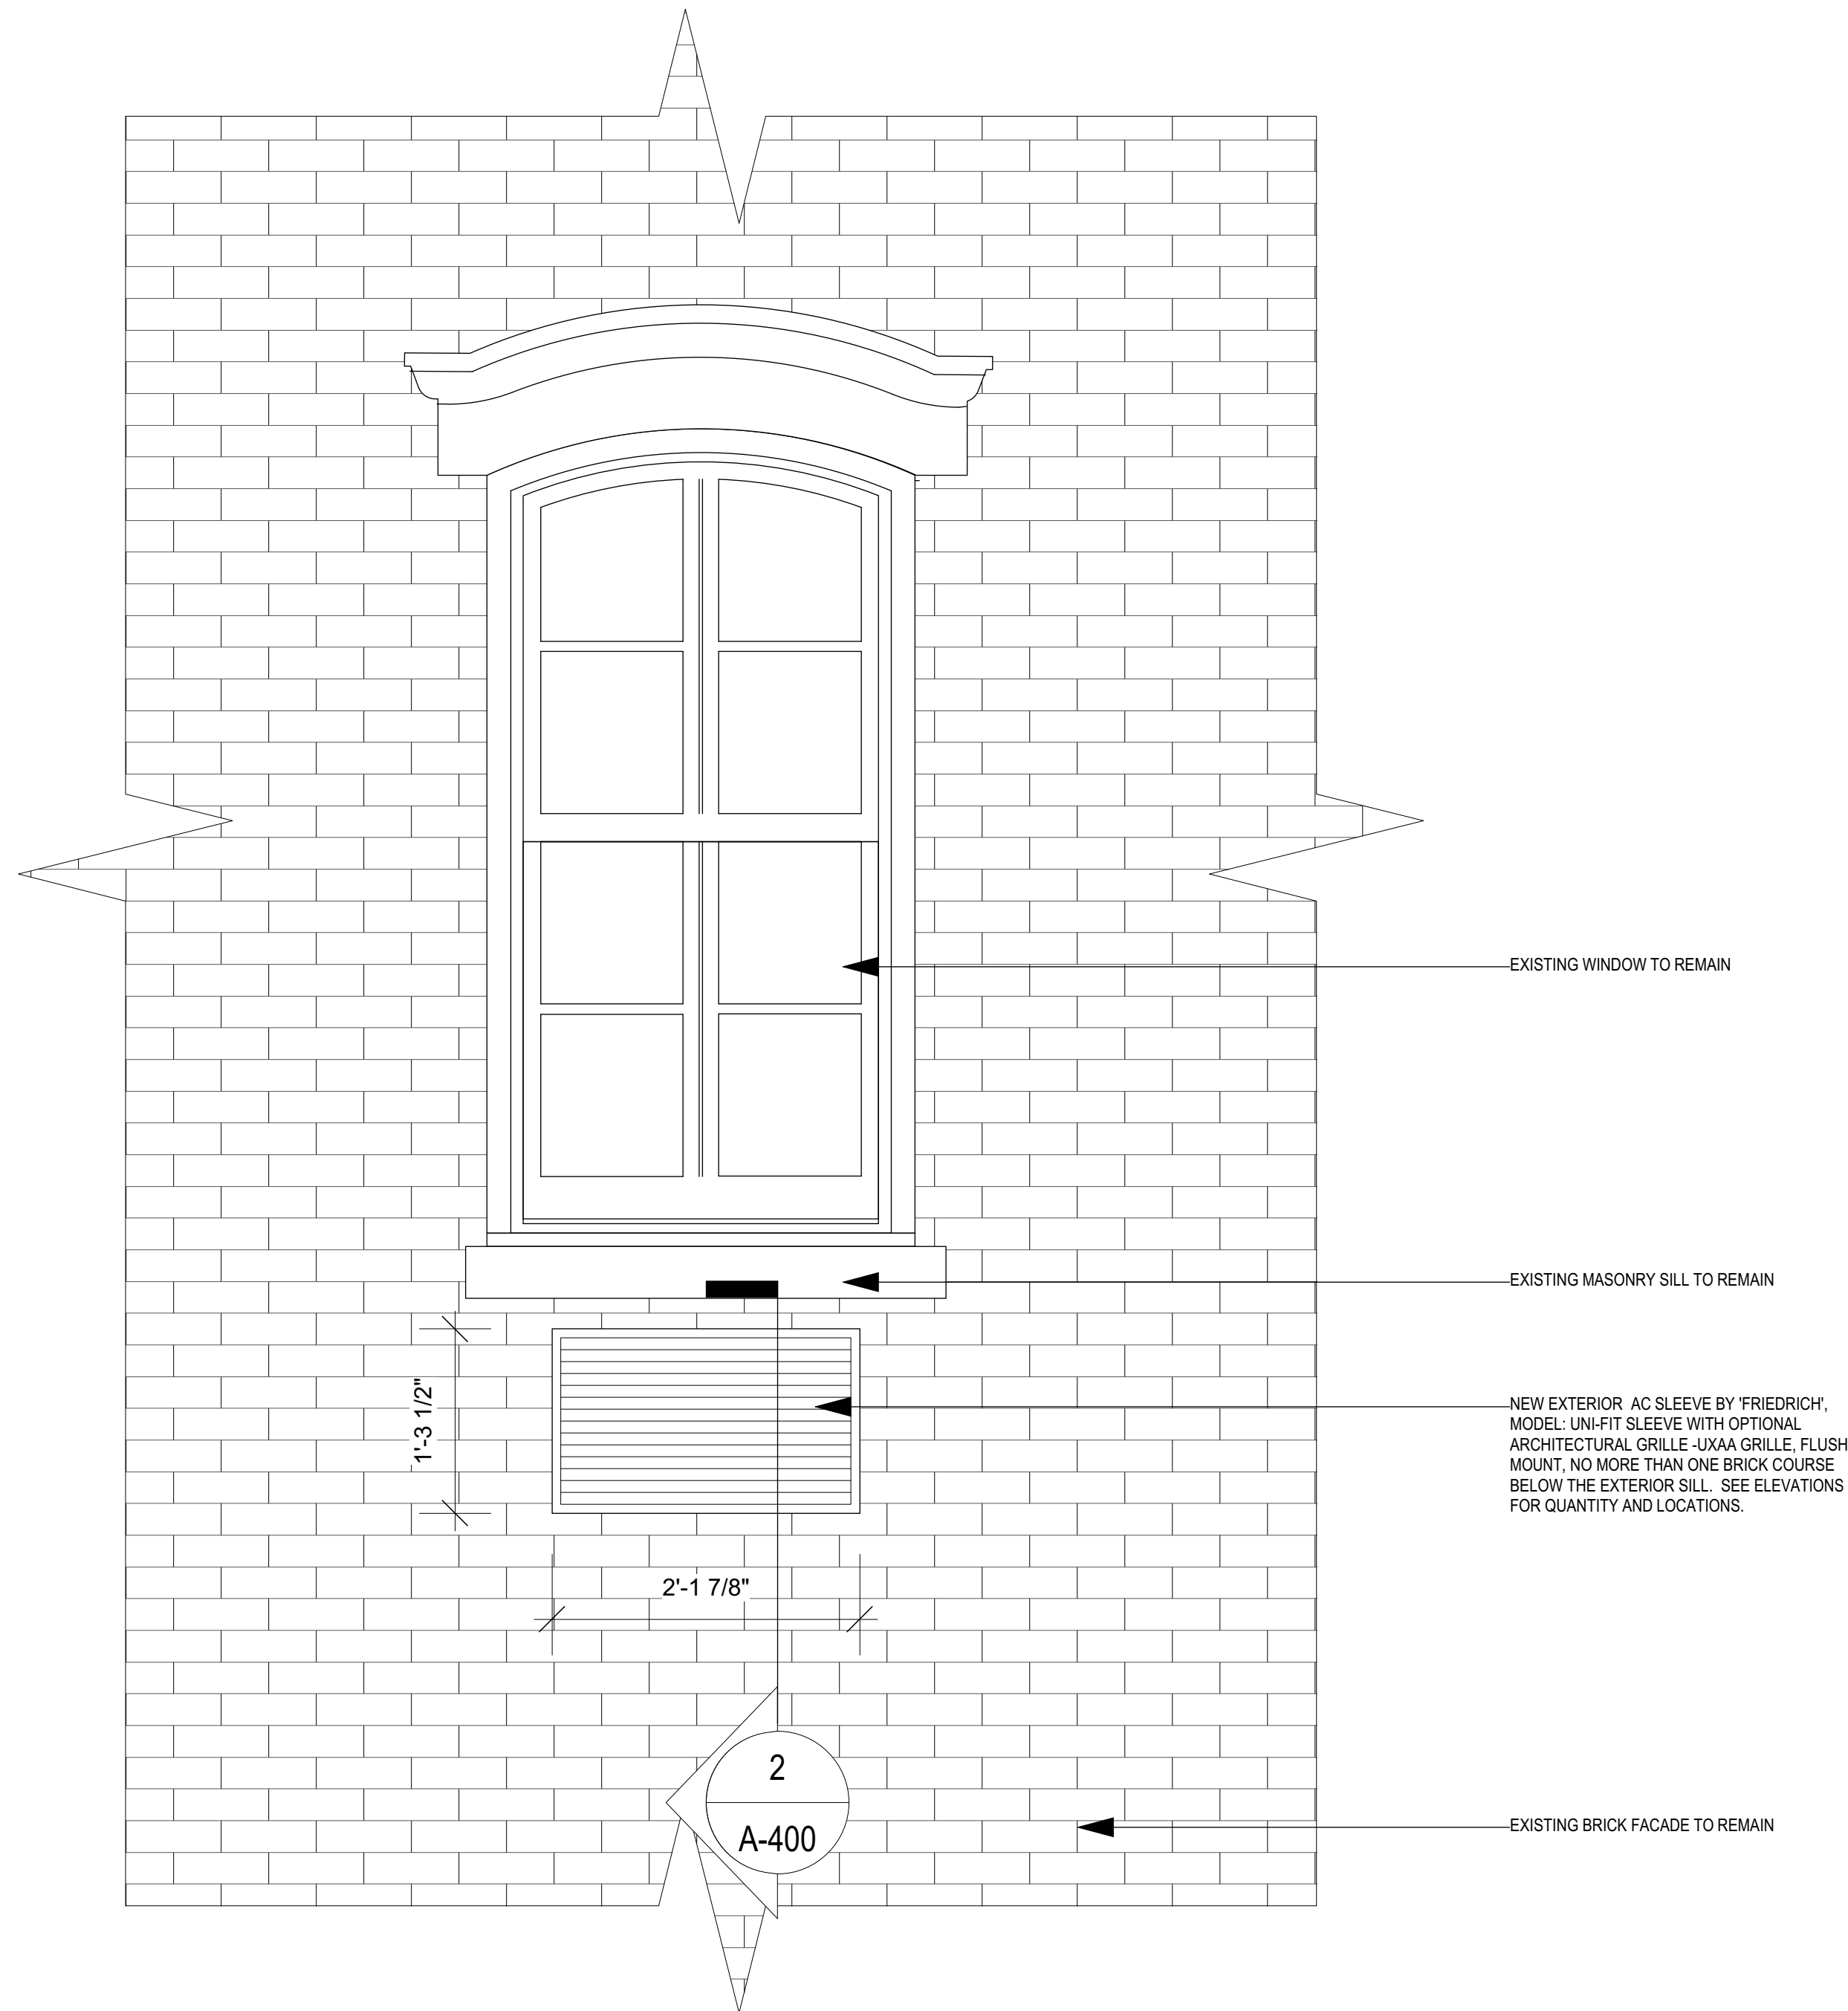 EXISTING WINDOW TO REMAIN
EXISTING MASONRY SILL TO REMAIN
1'-3 1/2"
NEW EXTERIOR  AC SLEEVE BY 'FRIEDRICH',
MODEL: UNI-FIT SLEEVE WITH OPTIONAL
ARCHITECTURAL GRILLE -UXAA GRILLE, FLUSH
MOUNT, NO MORE THAN ONE BRICK COURSE
BELOW THE EXTERIOR SILL.  SEE ELEVATIONS
FOR QUANTITY AND LOCATIONS.
2'-1 7/8"
2
A-400
EXISTING BRICK FACADE TO REMAIN